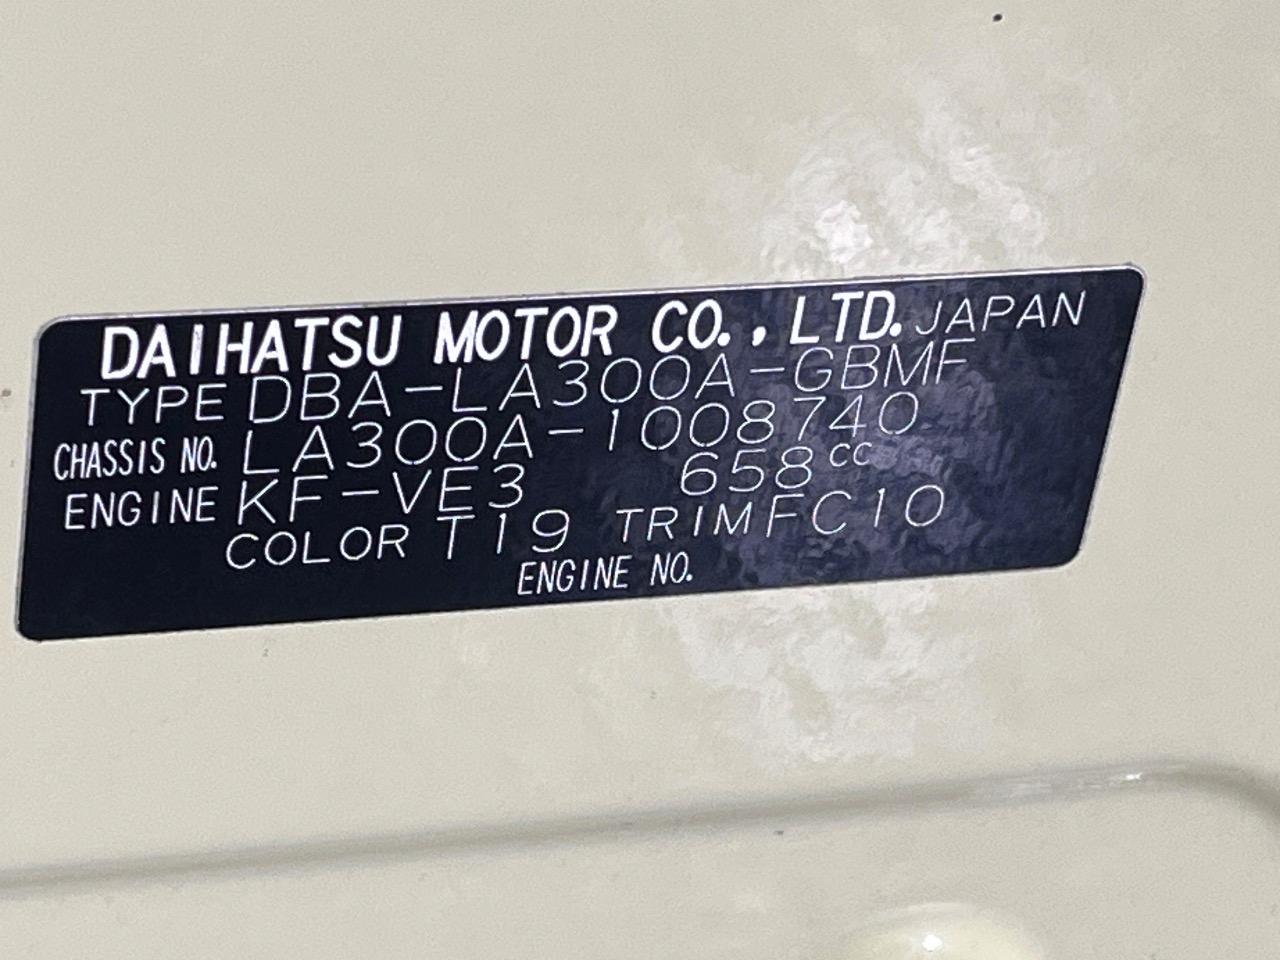 DAIHATSU MOTOR CO., LTD. JAPAN
TYPE DBA-LA300A-GBMF
CHASSIS NO. LA300A-1008740
ENGINE KF-VE3 658cc
COLOR T19 TRIM FC10
ENGINE NO.